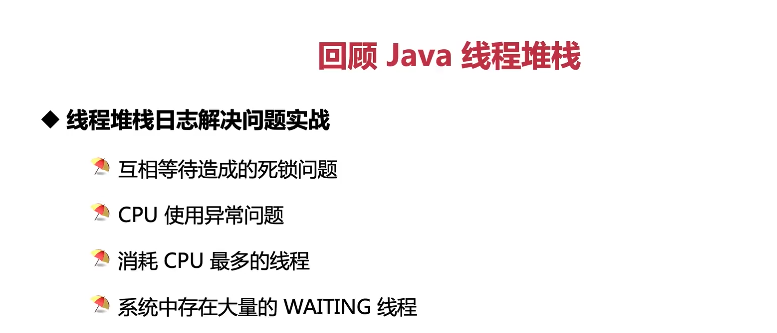 回顾 Java 线程堆栈
线程堆栈日志解决问题实战
互相等待造成的死锁问题
CPU 使用异常问题
消耗 CPU 最多的线程
系统中存在大量的 WAITING 线程